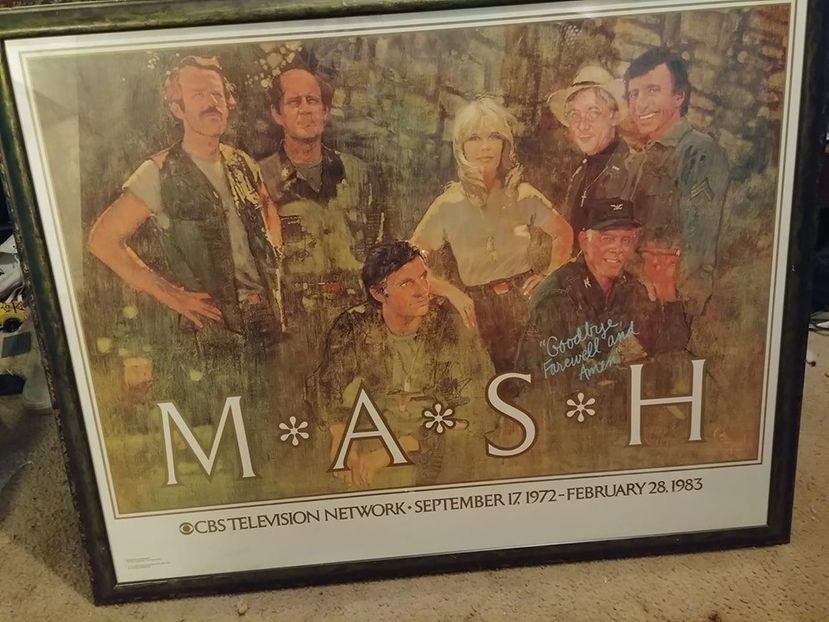 "Goodbye,
Farewell and
Amen"
M*A*S*H
CBS TELEVISION NETWORK • SEPTEMBER 17, 1972 - FEBRUARY 28, 1983